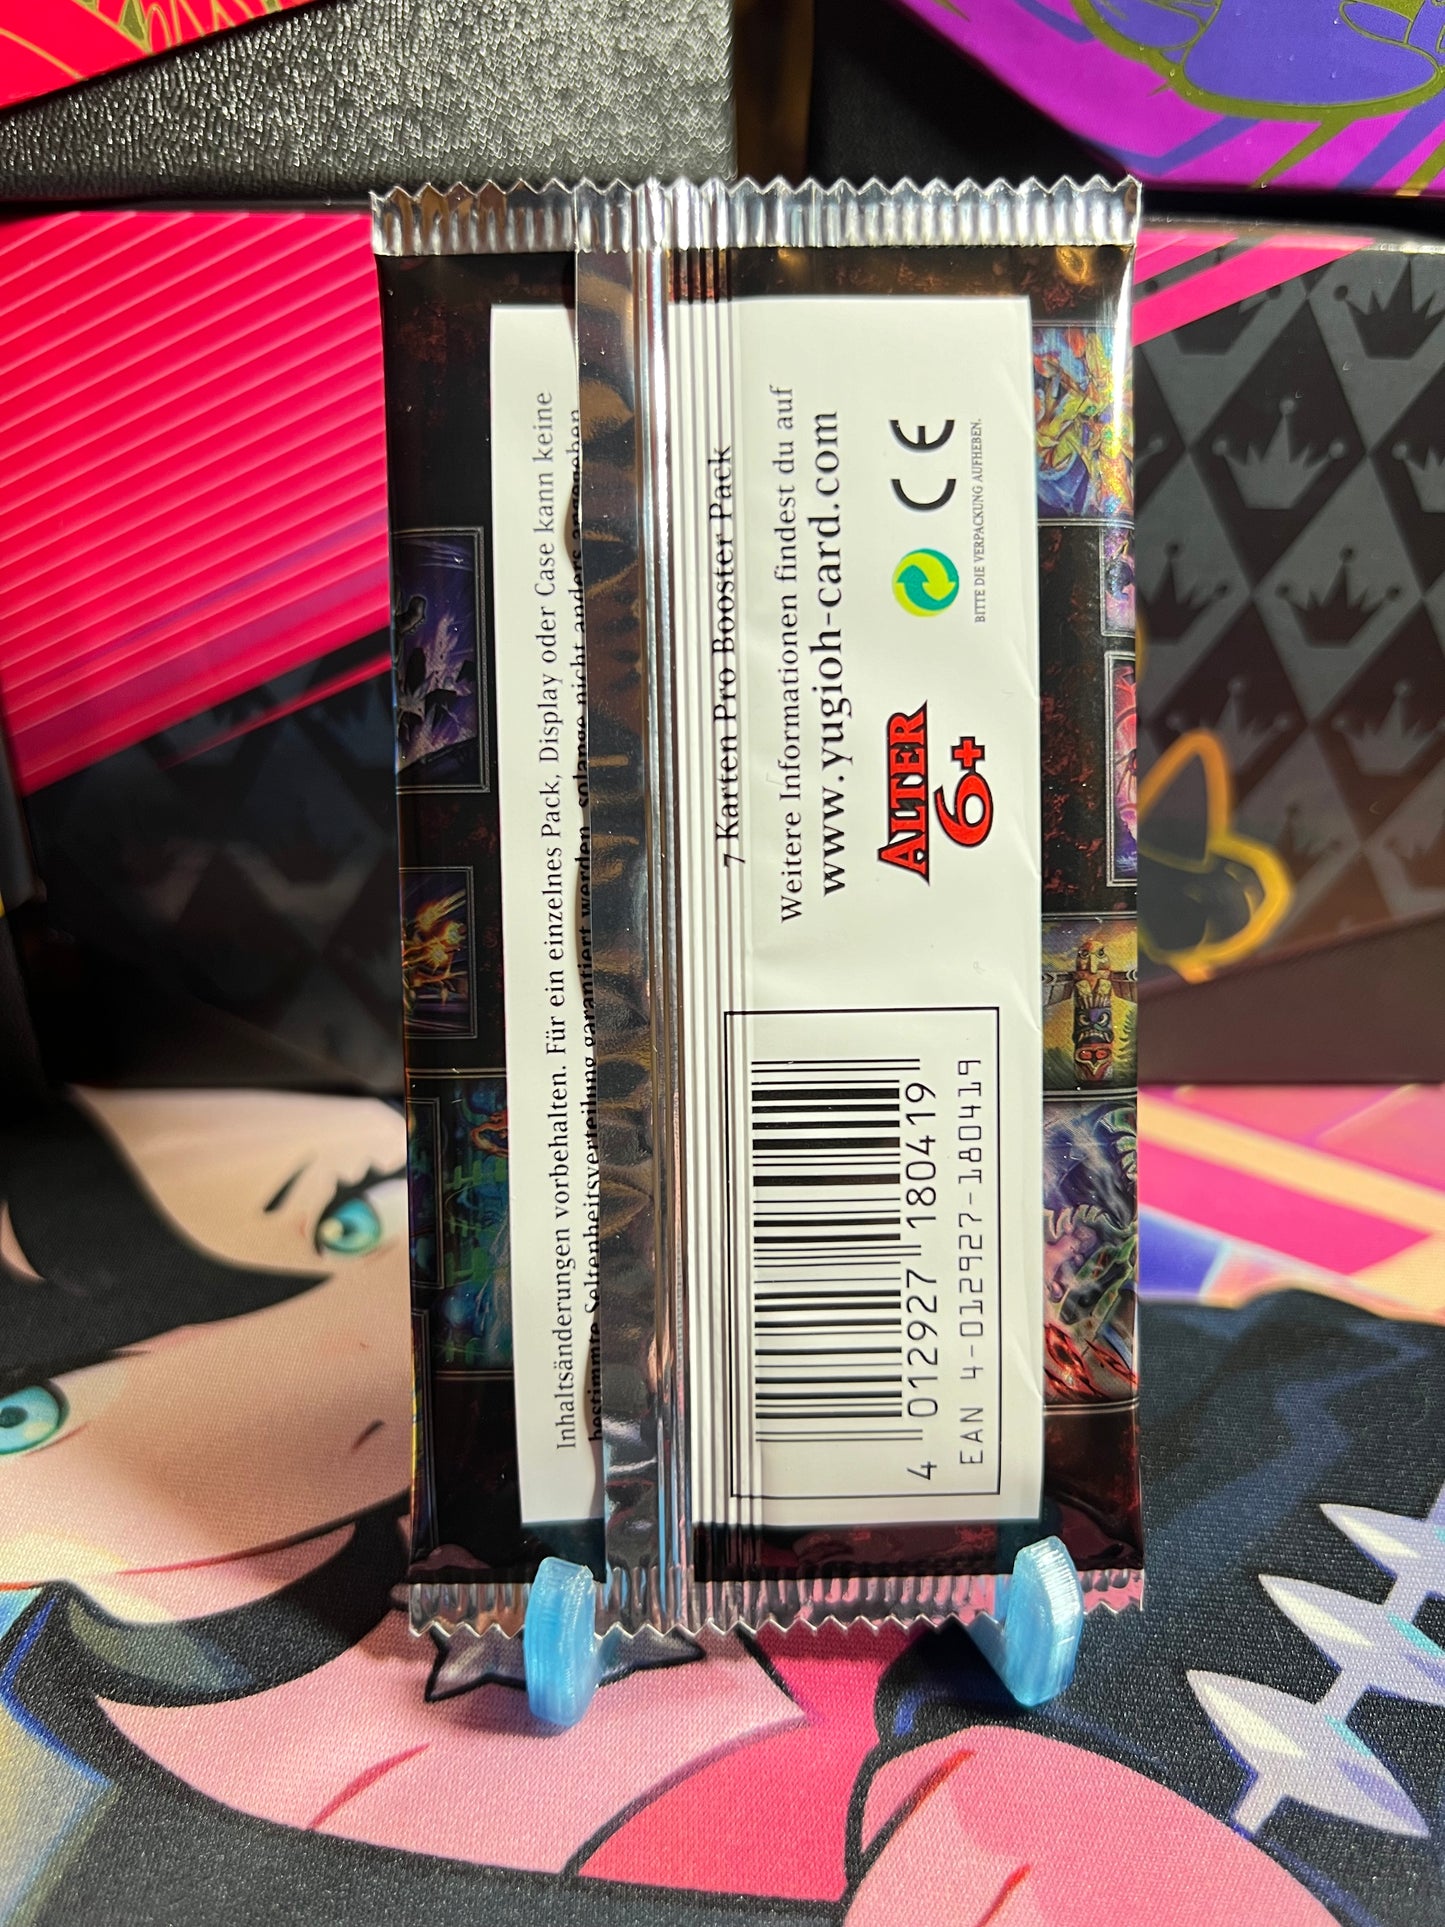 Inhaltsänderungen vorbehalten. Für ein einzelnes Pack, Display oder Case kann keine
bestimmte Seltenheitsverteilung garantiert werden, solange nicht anders angegeben
7 Karten Pro Booster Pack
Weitere Informationen findest du auf
www.yugioh-card.com
ALTER
6+
CE
BITTE DIE VERPACKUNG AUFHEBEN.
4 012927 180419
EAN 4-012927-180419